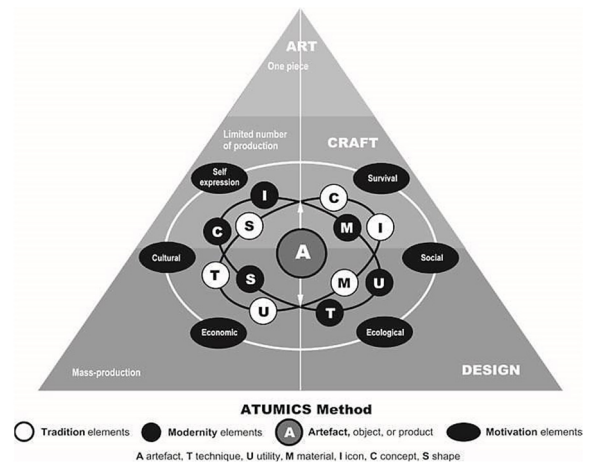 ART
One piece
Limited number
of production
CRAFT
Self
expression
Survival
I
C
C
S
M
I
A
Cultural
Social
T
S
M
U
U
T
Economic
Ecological
Mass-production
DESIGN
ATUMICS Method
Tradition elements
Modernity elements
A
Artefact, object, or product
Motivation elements
A artefact, T technique, U utility, M material, I icon, C concept, S shape